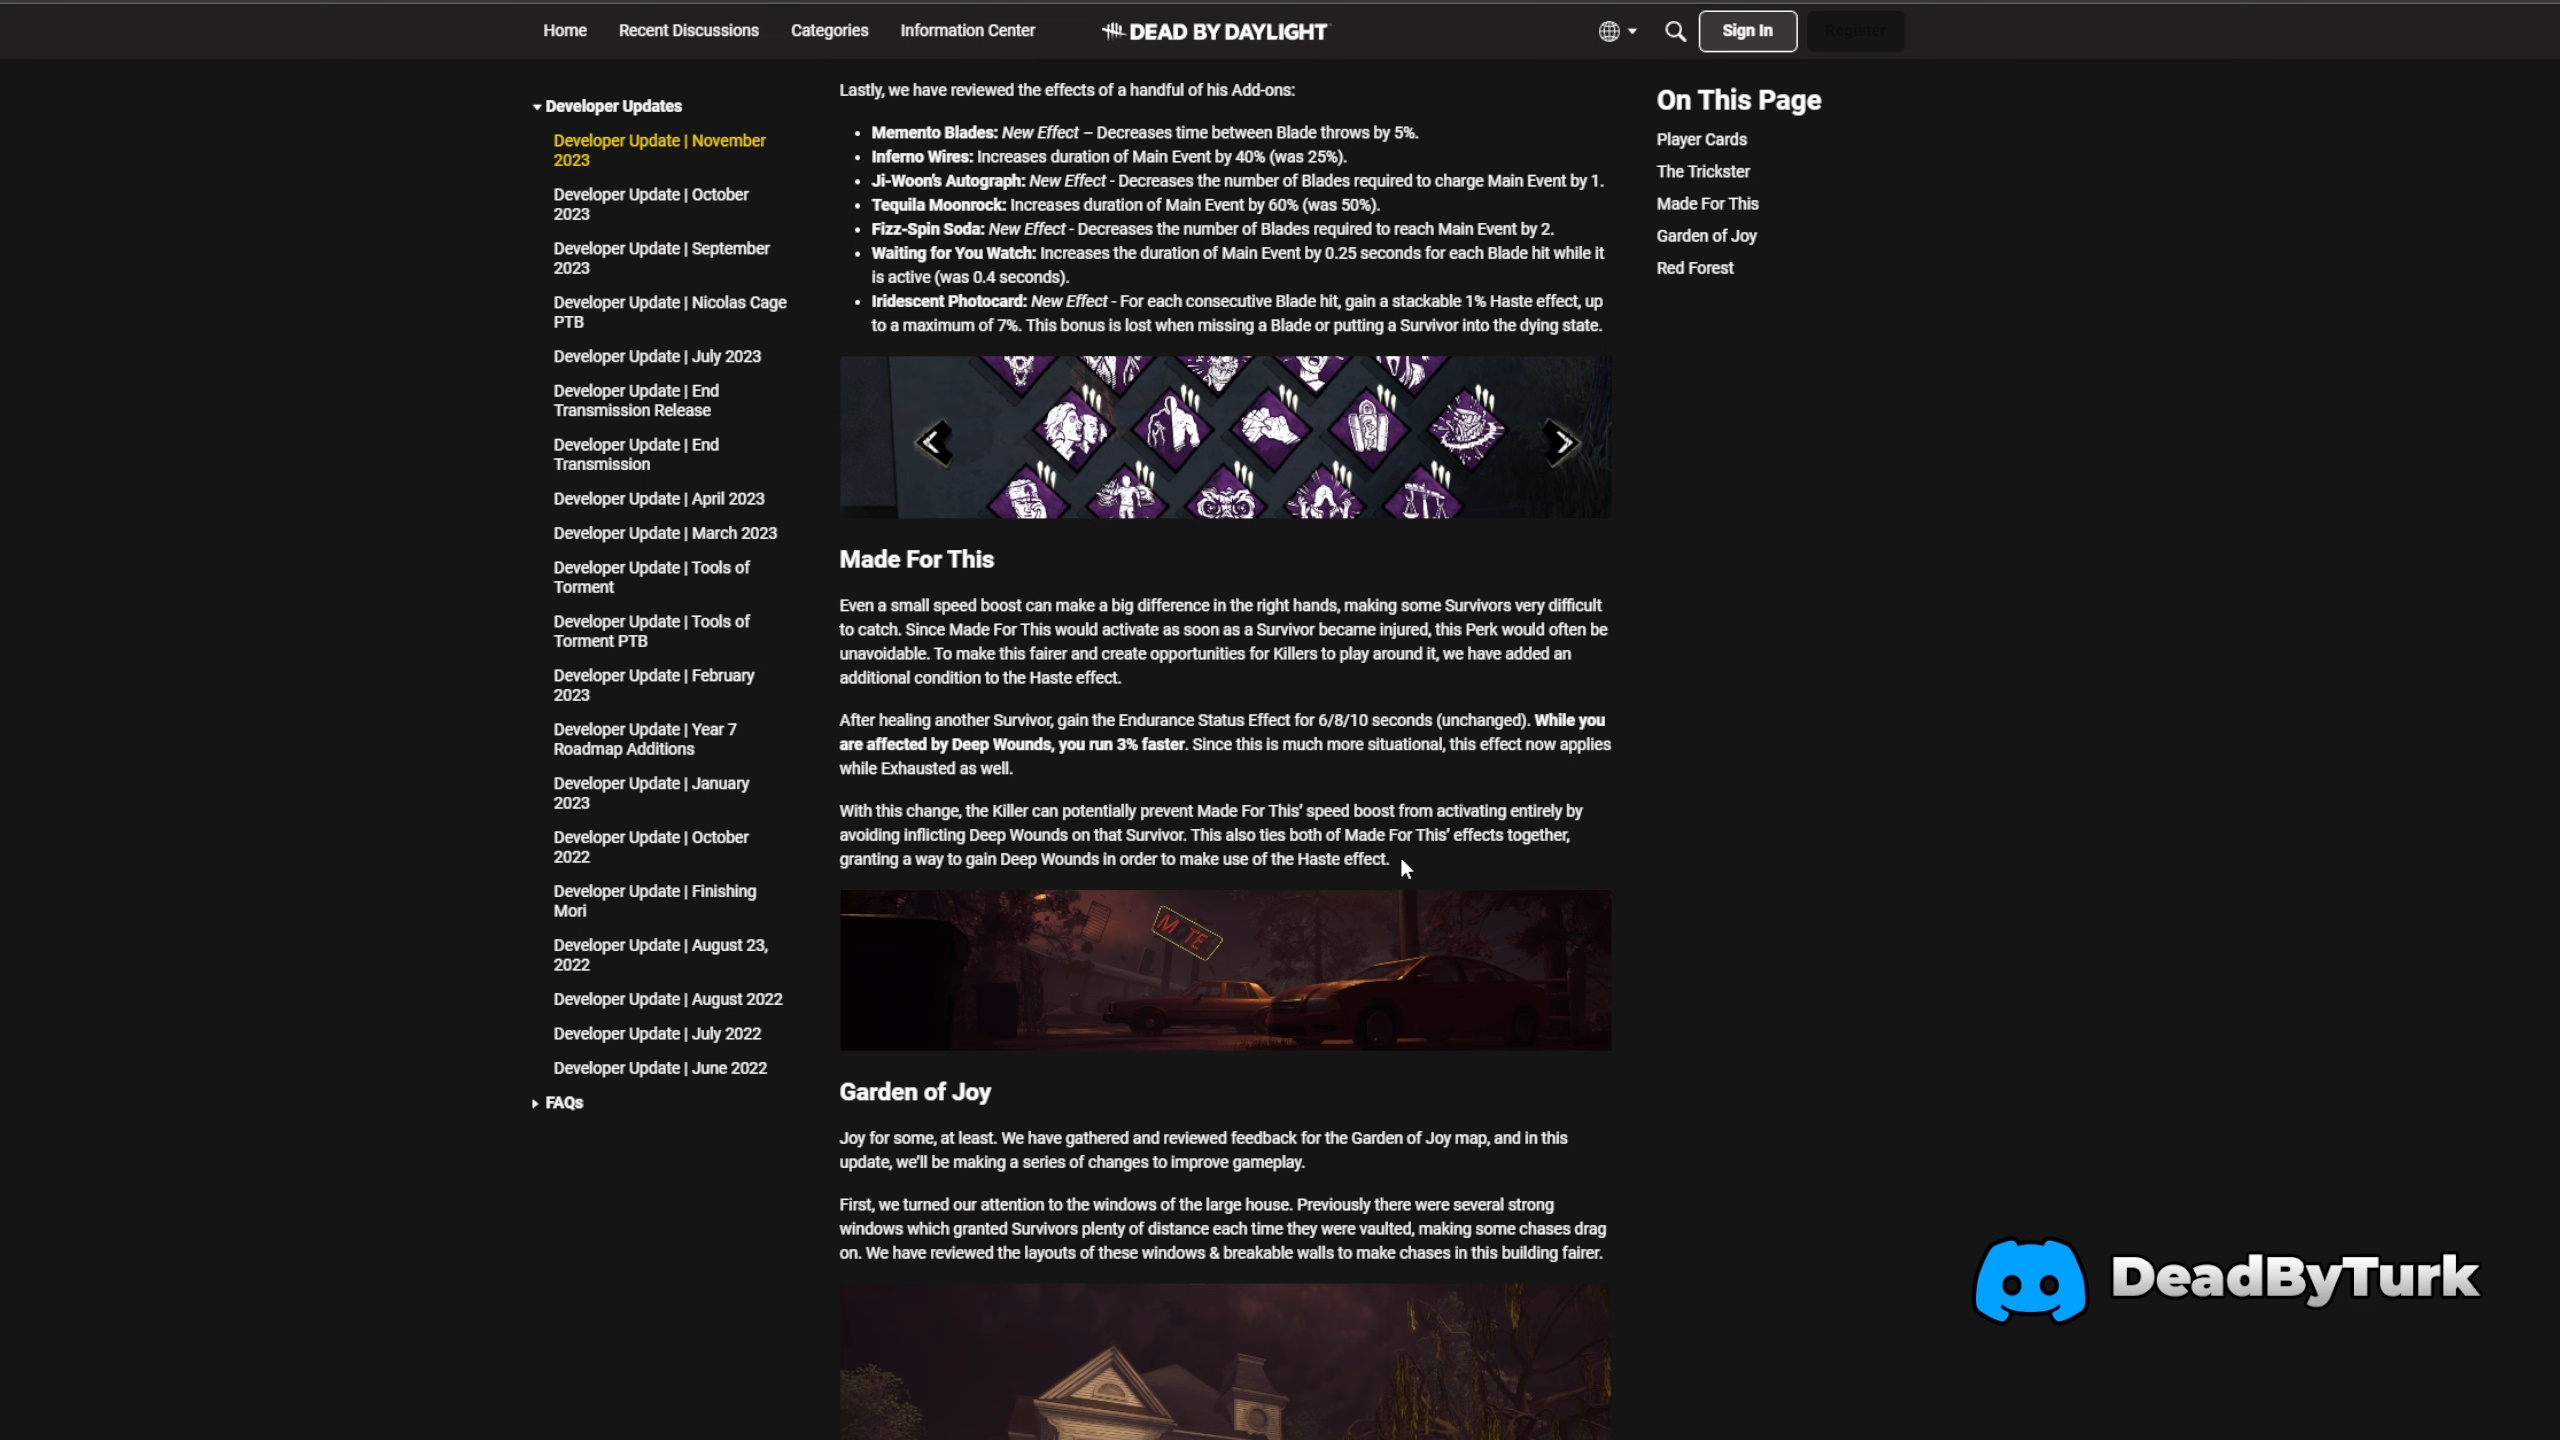 Home Recent Discussions Categories Information Center DEAD BY DAYLIGHT Sign In Register
Developer Updates
Developer Update | November
2023
Developer Update | October
2023
Developer Update | September
2023
Developer Update | Nicolas Cage
PTB
Developer Update | July 2023
Developer Update | End
Transmission Release
Developer Update | End
Transmission
Developer Update | April 2023
Developer Update | March 2023
Developer Update | Tools of
Torment
Developer Update | Tools of
Torment PTB
Developer Update | February
2023
Developer Update | Year 7
Roadmap Additions
Developer Update | January
2023
Developer Update | October
2022
Developer Update | Finishing
Mori
Developer Update | August 23,
2022
Developer Update | August 2022
Developer Update | July 2022
Developer Update | June 2022
FAQs
Lastly, we have reviewed the effects of a handful of his Add-ons:
• Memento Blades: New Effect – Decreases time between Blade throws by 5%.
• Inferno Wires: Increases duration of Main Event by 40% (was 25%).
• Ji-Woon's Autograph: New Effect - Decreases the number of Blades required to charge Main Event by 1.
• Tequila Moonrock: Increases duration of Main Event by 60% (was 50%).
• Fizz-Spin Soda: New Effect - Decreases the number of Blades required to reach Main Event by 2.
• Waiting for You Watch: Increases the duration of Main Event by 0.25 seconds for each Blade hit while it
is active (was 0.4 seconds).
• Iridescent Photocard: New Effect - For each consecutive Blade hit, gain a stackable 1% Haste effect, up
to a maximum of 7%. This bonus is lost when missing a Blade or putting a Survivor into the dying state.
Made For This
Even a small speed boost can make a big difference in the right hands, making some Survivors very difficult
to catch. Since Made For This would activate as soon as a Survivor became injured, this Perk would often be
unavoidable. To make this fairer and create opportunities for Killers to play around it, we have added an
additional condition to the Haste effect.
After healing another Survivor, gain the Endurance Status Effect for 6/8/10 seconds (unchanged). While you
are affected by Deep Wounds, you run 3% faster. Since this is much more situational, this effect now applies
while Exhausted as well.
With this change, the Killer can potentially prevent Made For This' speed boost from activating entirely by
avoiding inflicting Deep Wounds on that Survivor. This also ties both of Made For This' effects together,
granting a way to gain Deep Wounds in order to make use of the Haste effect.
M TE
Garden of Joy
Joy for some, at least. We have gathered and reviewed feedback for the Garden of Joy map, and in this
update, we'll be making a series of changes to improve gameplay.
First, we turned our attention to the windows of the large house. Previously there were several strong
windows which granted Survivors plenty of distance each time they were vaulted, making some chases drag
on. We have reviewed the layouts of these windows & breakable walls to make chases in this building fairer.
On This Page
Player Cards
The Trickster
Made For This
Garden of Joy
Red Forest
DeadByTurk